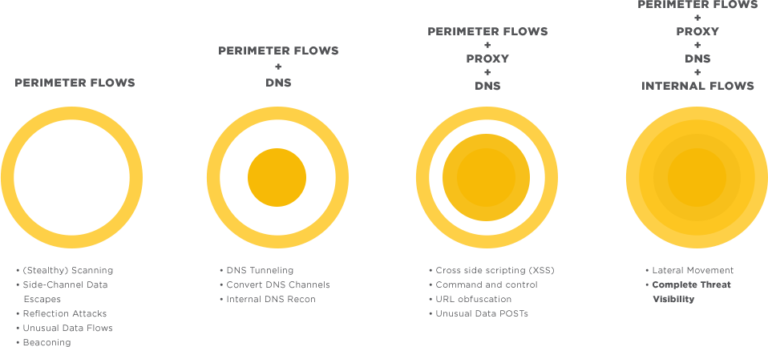 PERIMETER FLOWS
• (Stealthy) Scanning
• Side-Channel Data
Escapes
• Reflection Attacks
• Unusual Data Flows
• Beaconing
PERIMETER FLOWS
+
DNS
• DNS Tunneling
• Convert DNS Channels
• Internal DNS Recon
PERIMETER FLOWS
+
PROXY
+
DNS
• Cross side scripting (XSS)
• Command and control
• URL obfuscation
• Unusual Data POSTs
PERIMETER FLOWS
+
PROXY
+
DNS
+
INTERNAL FLOWS
• Lateral Movement
• Complete Threat
Visibility